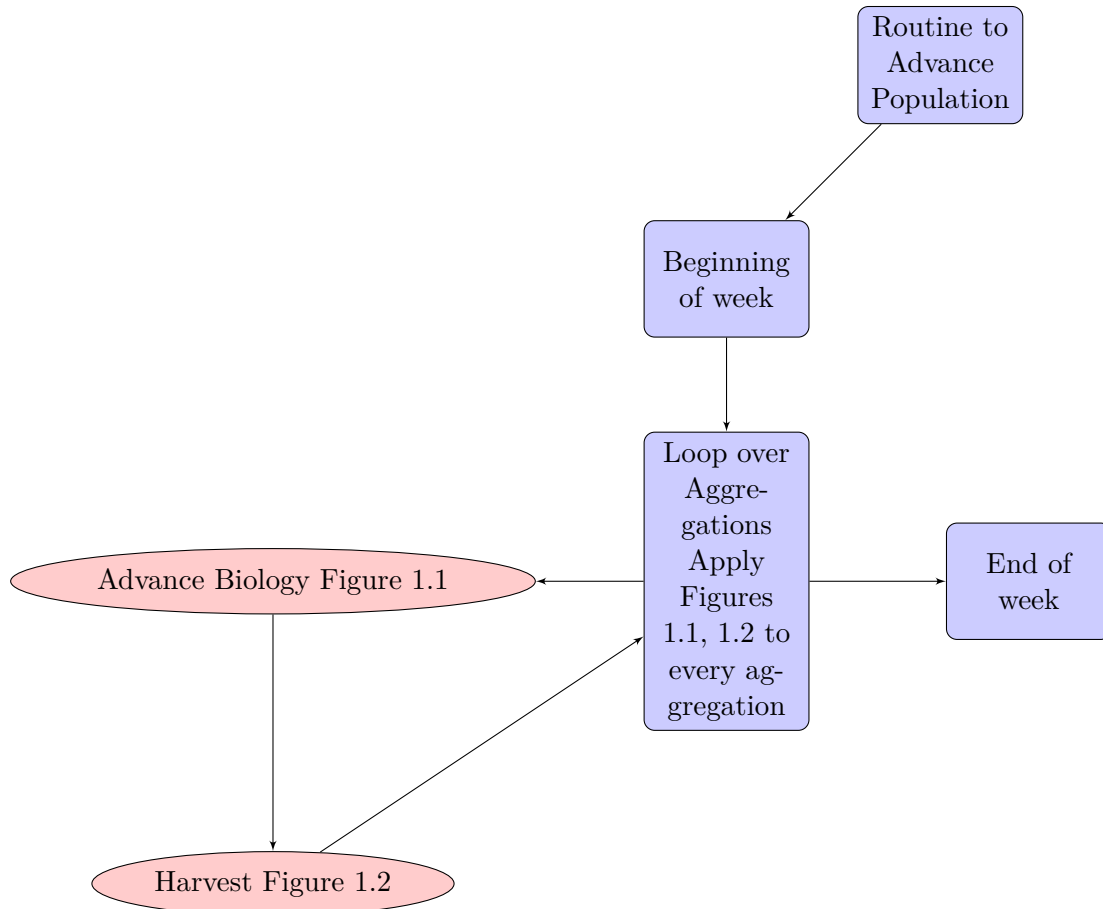 Routine to
Advance
Population
Beginning
of week
Loop over
Aggre-
gations
Apply
Figures
1.1, 1.2 to
every ag-
gregation
End of
week
Advance Biology Figure 1.1
Harvest Figure 1.2